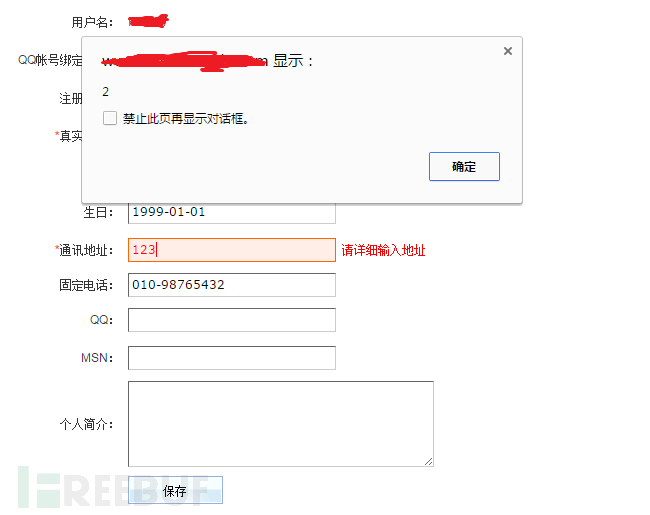 用户名：
QQ帐号绑定
m 显示：
2
注册
禁止此页再显示对话框。
*真实
确定
生日： 1999-01-01
*通讯地址： 123 请详细输入地址
固定电话： 010-98765432
QQ：
MSN：
个人简介：
保存
FREEBUF